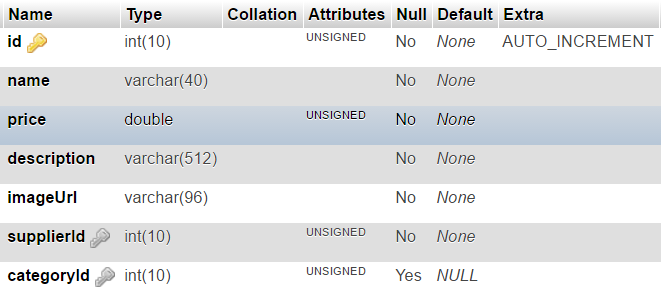 Name Type Collation Attributes Null Default Extra
id int(10) UNSIGNED No None AUTO_INCREMENT
name varchar(40) No None
price double UNSIGNED No None
description varchar(512) No None
imageUrl varchar(96) No None
supplierId int(10) UNSIGNED No None
categoryId int(10) UNSIGNED Yes NULL